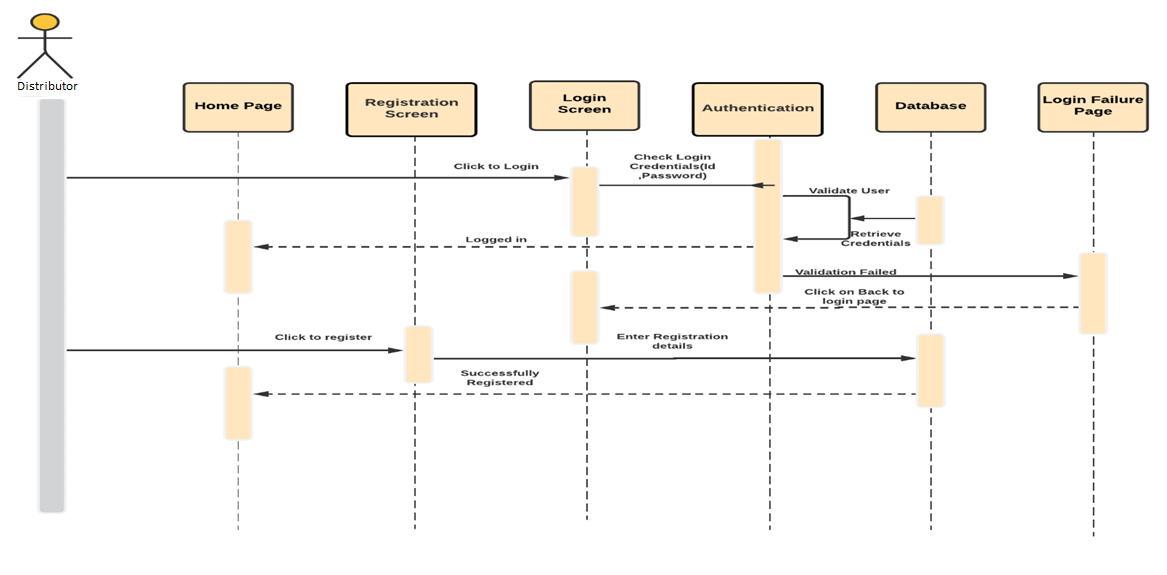 Distributor
Home Page
Registration
Screen
Login
Screen
Authentication
Database
Login Failure
Page
Click to Login
Check Login
Credentials(Id
,Password)
Validate User
Retrieve
Credentials
Logged in
Validation Failed
Click on Back to
login page
Click to register
Enter Registration
details
Successfully
Registered